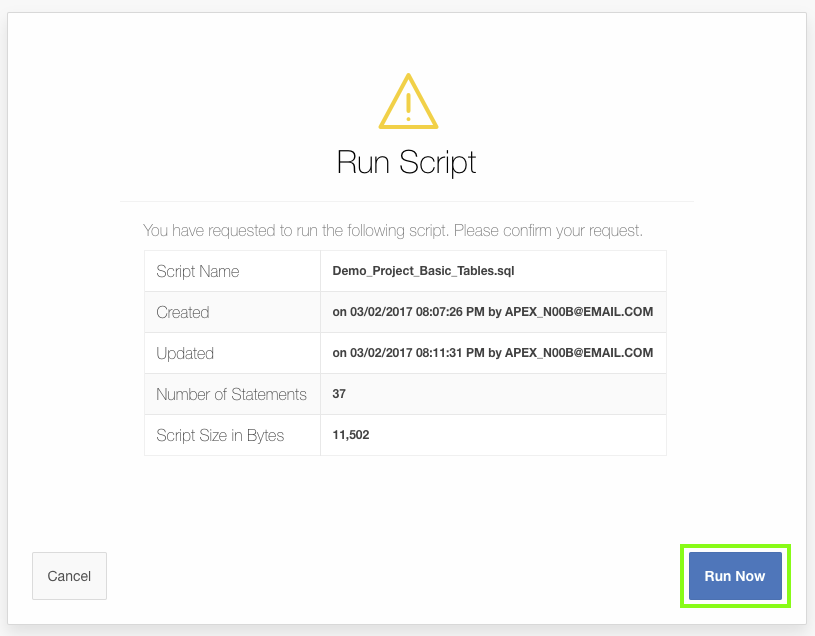 Run Script
You have requested to run the following script. Please confirm your request.
Script Name Demo_Project_Basic_Tables.sql
Created on 03/02/2017 08:07:26 PM by APEX_N00B@EMAIL.COM
Updated on 03/02/2017 08:11:31 PM by APEX_N00B@EMAIL.COM
Number of Statements 37
Script Size in Bytes 11,502
Cancel Run Now